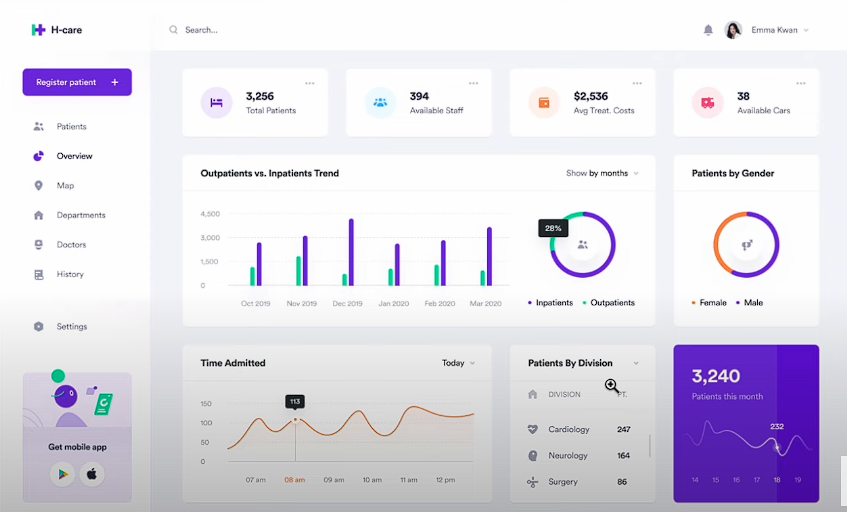 H-care
Search...
Emma Kwan
Register patient +
Patients
Overview
Map
Departments
Doctors
History
Settings
Get mobile app
3,256
Total Patients
394
Available Staff
$2,536
Avg Treat. Costs
38
Available Cars
Outpatients vs. Inpatients Trend
Show by months
4,500
3,000
1,500
0
Oct 2019 Nov 2019 Dec 2019 Jan 2020 Feb 2020 Mar 2020
28%
Inpatients Outpatients
Patients by Gender
Female Male
Time Admitted
Today
150
100
50
0
113
07 am 08 am 09 am 10 am 11 am 12 pm
Patients By Division
DIVISION PT.
Cardiology 247
Neurology 164
Surgery 86
3,240
Patients this month
232
14 15 16 17 18 19